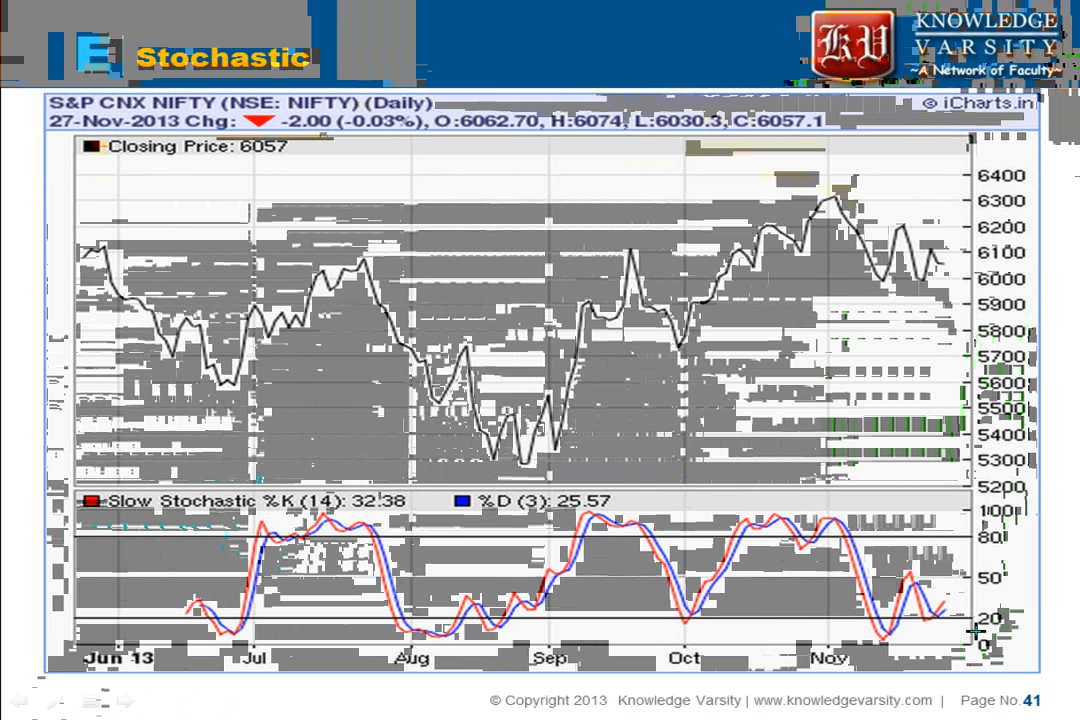 E Stochastic
KV KNOWLEDGE
VARSITY
~A Network of Faculty~
S&P CNX NIFTY (NSE: NIFTY) (Daily)
© iCharts.in
27-Nov-2013 Chg: -2.00 (-0.03%), O:6062.70, H:6074, L:6030.3, C:6057.1
Closing Price: 6057
6400
6300
6200
6100
6000
5900
5800
5700
5600
5500
5400
5300
5200
Slow Stochastic %K (14): 32.38 %D (3): 25.57
100
80
50
20
0
Jun 13 Jul Aug Sep Oct Nov
© Copyright 2013 Knowledge Varsity | www.knowledgevarsity.com | Page No.41